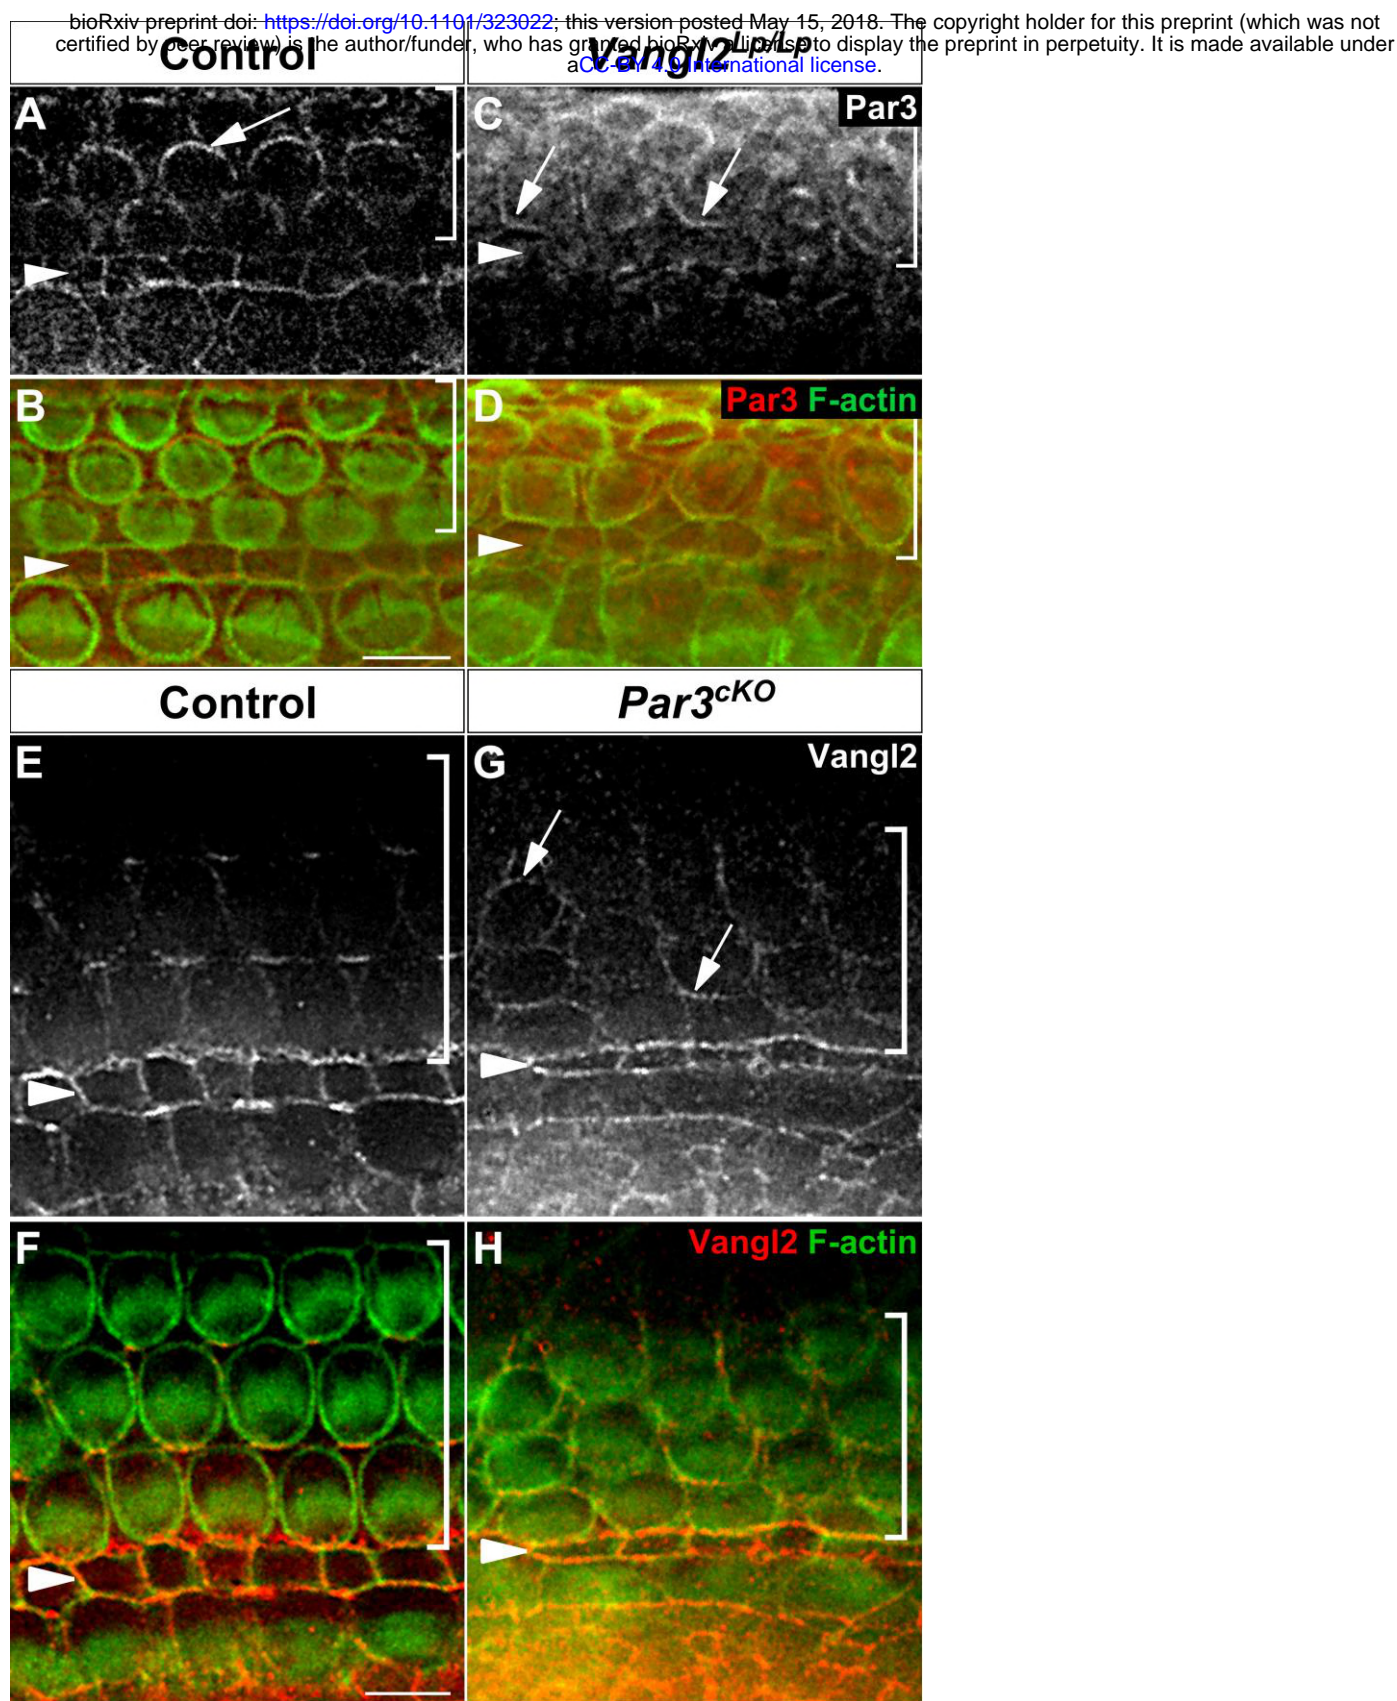 bioRxiv preprint doi: https://doi.org/10.1101/323022; this version posted May 15, 2018. The copyright holder for this preprint (which was not
certified by peer review) is the author/funder, who has granted bioRxiv a license to display the preprint in perpetuity. It is made available under
aCC-BY 4.0 International license.
Control
Vangl2Lp/Lp
A
C
Par3
B
D
Par3 F-actin
Control
Par3cKO
E
G
Vangl2
F
H
Vangl2 F-actin